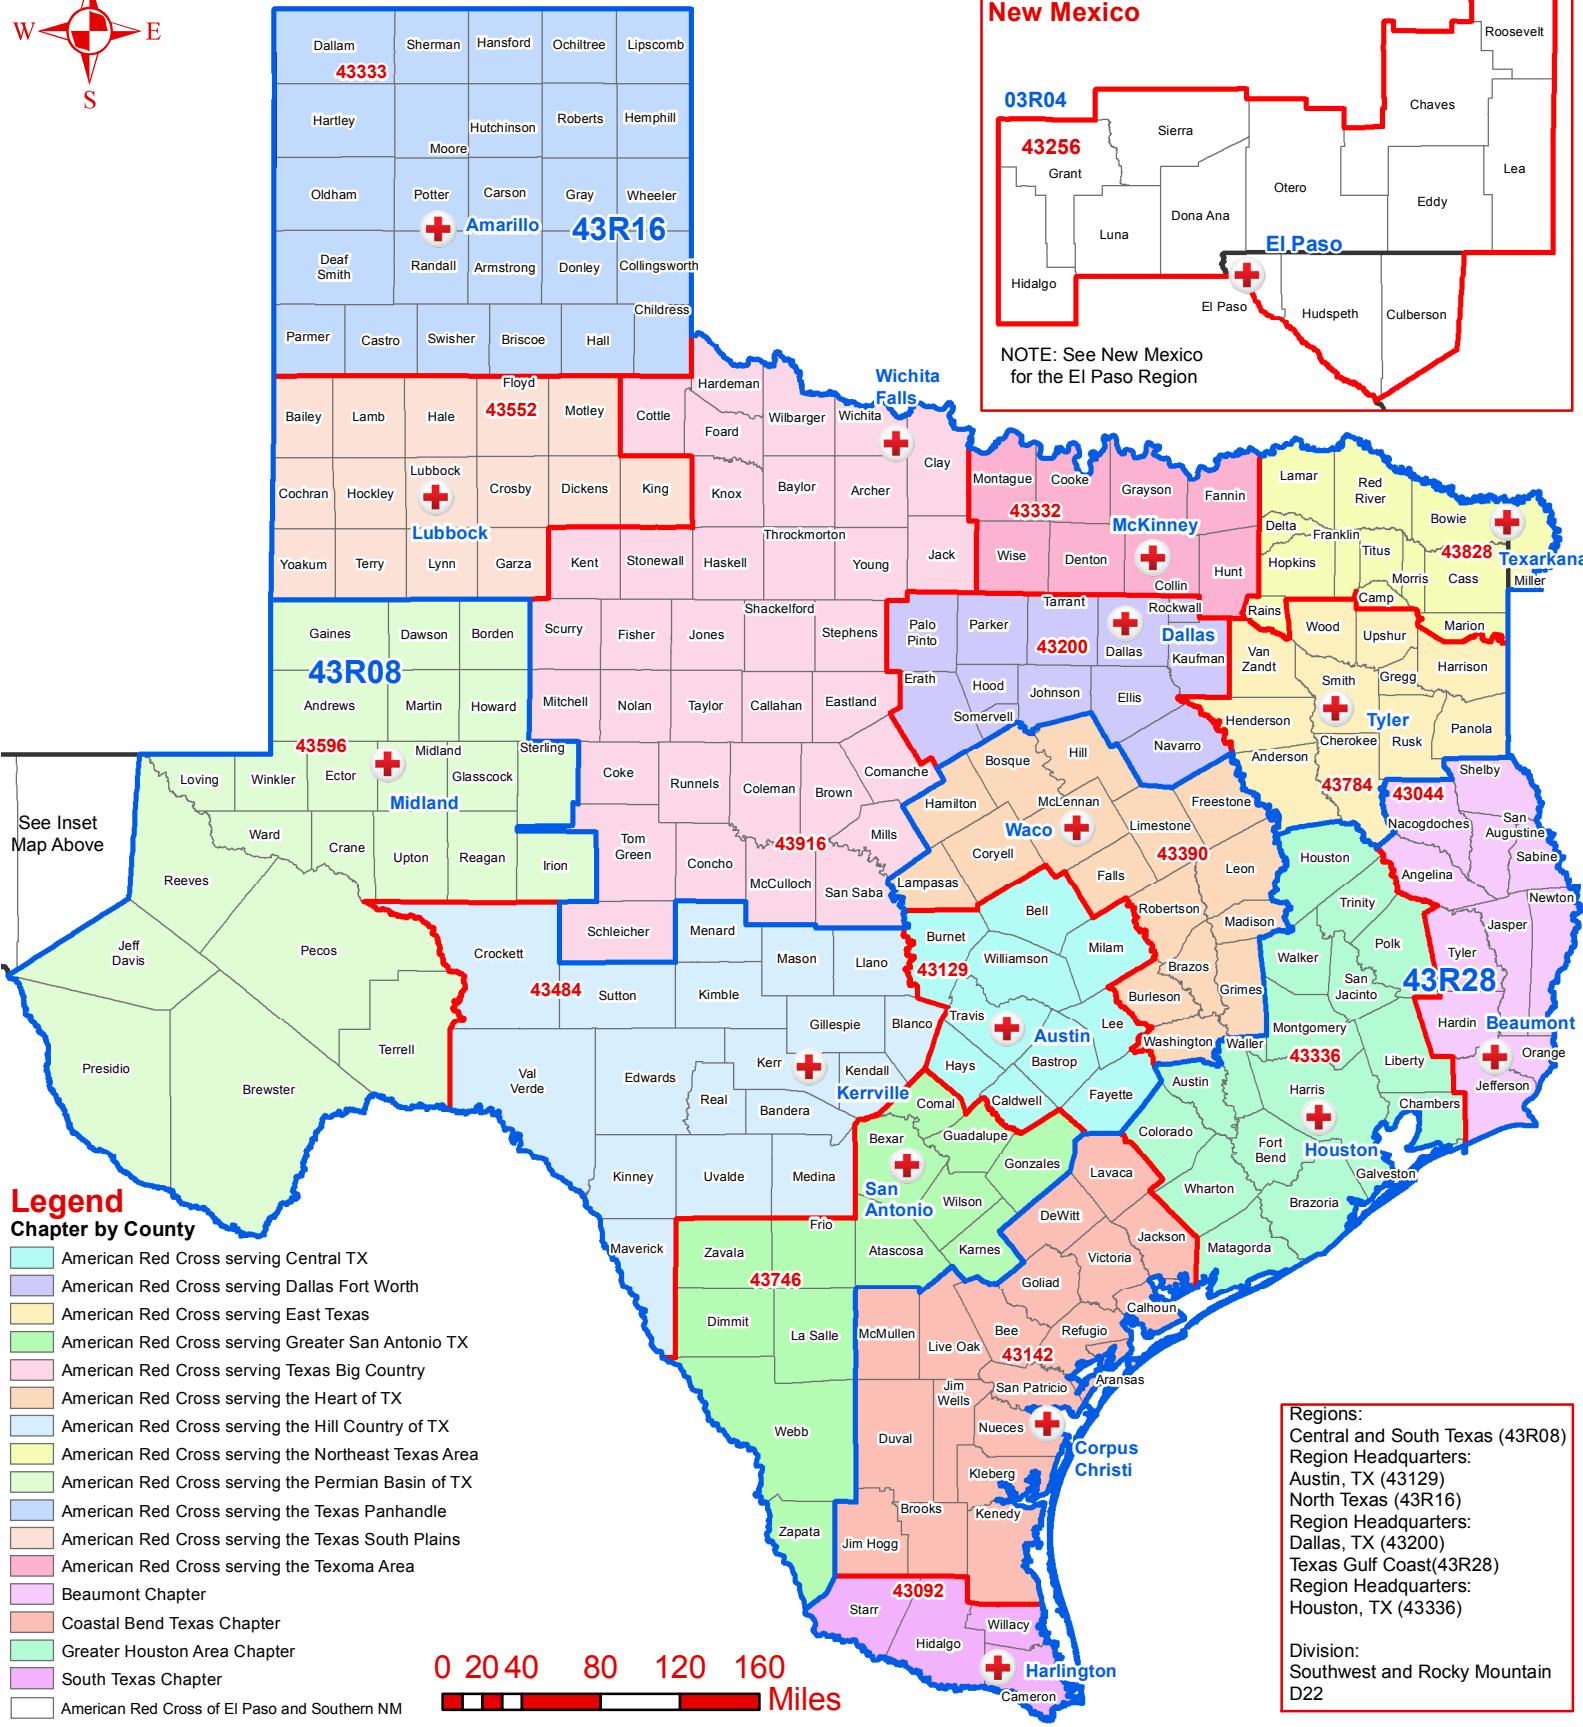 W
E
S
New Mexico
03R04
43256
Roosevelt
Chaves
Sierra
Grant
Lea
Otero
Eddy
Dona Ana
Luna
Hidalgo
El Paso
El Paso
Hudspeth
Culberson
NOTE: See New Mexico
for the El Paso Region
Dallam
Sherman
Hansford
Ochiltree
Lipscomb
43333
Hartley
Moore
Hutchinson
Roberts
Hemphill
Oldham
Potter
Carson
Gray
Wheeler
Amarillo
43R16
Deaf
Smith
Randall
Armstrong
Donley
Collingsworth
Childress
Parmer
Castro
Swisher
Briscoe
Hall
Floyd
43552
Bailey
Lamb
Hale
Motley
Cottle
Hardeman
Foard
Wilbarger
Wichita
Wichita
Falls
Clay
Lubbock
Cochran
Hockley
Crosby
Dickens
King
Knox
Baylor
Archer
Lubbock
Yoakum
Terry
Lynn
Garza
Kent
Stonewall
Haskell
Throckmorton
Young
Jack
Montague
Cooke
Grayson
Fannin
43332
McKinney
Wise
Denton
Collin
Hunt
Lamar
Red
River
Bowie
Delta
Franklin
Titus
43828
Texarkana
Hopkins
Morris
Cass
Miller
Camp
Rains
Marion
Gaines
Dawson
Borden
43R08
Andrews
Martin
Howard
43596
Midland
Sterling
Loving
Winkler
Ector
Glasscock
Midland
Ward
Crane
Upton
Reagan
Irion
Reeves
Jeff
Davis
Pecos
Presidio
Brewster
Terrell
See Inset
Map Above
Scurry
Fisher
Jones
Shackelford
Stephens
Mitchell
Nolan
Taylor
Callahan
Eastland
Coke
Runnels
Coleman
Brown
Comanche
Mills
43916
Tom
Green
Concho
McCulloch
San Saba
Schleicher
Palo
Pinto
Parker
Tarrant
Rockwall
43200
Dallas
Dallas
Kaufman
Erath
Hood
Johnson
Ellis
Somervell
Navarro
Wood
Upshur
Van
Zandt
Harrison
Smith
Gregg
Tyler
Henderson
Cherokee
Rusk
Panola
Anderson
43784
Bosque
Hill
Hamilton
McLennan
Freestone
Waco
Limestone
43390
Coryell
Falls
Leon
Lampasas
Robertson
Madison
Brazos
Grimes
Burleson
Washington
Shelby
43044
Nacogdoches
San
Augustine
Sabine
Angelina
Newton
Jasper
Tyler
43R28
Hardin
Beaumont
Orange
Jefferson
Houston
Trinity
Polk
Walker
San
Jacinto
Montgomery
Waller
43336
Liberty
Austin
Harris
Chambers
Colorado
Fort
Bend
Houston
Galveston
Wharton
Brazoria
Matagorda
Bell
Burnet
Williamson
Milam
43129
Travis
Austin
Lee
Hays
Bastrop
Caldwell
Fayette
Menard
Mason
Llano
Crockett
43484
Sutton
Kimble
Gillespie
Blanco
Val
Verde
Edwards
Kerr
Kendall
Kerrville
Real
Bandera
Kinney
Uvalde
Medina
Maverick
Comal
Bexar
Guadalupe
Gonzales
San
Antonio
Wilson
Frio
Zavala
Atascosa
Karnes
43746
Dimmit
La Salle
Webb
Zapata
Lavaca
DeWitt
Jackson
Victoria
Goliad
Calhoun
McMullen
Live Oak
Bee
Refugio
43142
Aransas
Jim
Wells
San Patricio
Duval
Nueces
Corpus
Christi
Kleberg
Brooks
Kenedy
Jim Hogg
43092
Starr
Willacy
Hidalgo
Harlington
Cameron
Legend
Chapter by County
American Red Cross serving Central TX
American Red Cross serving Dallas Fort Worth
American Red Cross serving East Texas
American Red Cross serving Greater San Antonio TX
American Red Cross serving Texas Big Country
American Red Cross serving the Heart of TX
American Red Cross serving the Hill Country of TX
American Red Cross serving the Northeast Texas Area
American Red Cross serving the Permian Basin of TX
American Red Cross serving the Texas Panhandle
American Red Cross serving the Texas South Plains
American Red Cross serving the Texoma Area
Beaumont Chapter
Coastal Bend Texas Chapter
Greater Houston Area Chapter
South Texas Chapter
American Red Cross of El Paso and Southern NM
0 20 40 80 120 160
Miles
Regions:
Central and South Texas (43R08)
Region Headquarters:
Austin, TX (43129)
North Texas (43R16)
Region Headquarters:
Dallas, TX (43200)
Texas Gulf Coast(43R28)
Region Headquarters:
Houston, TX (43336)
Division:
Southwest and Rocky Mountain
D22